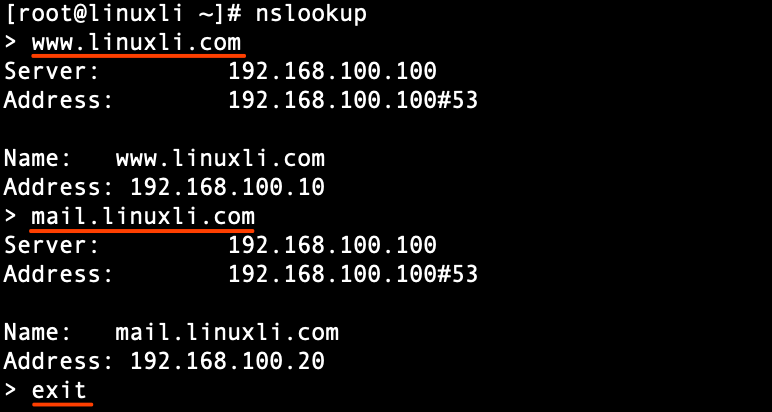 [root@linuxli ~]# nslookup
> www.linuxli.com
Server:         192.168.100.100
Address:        192.168.100.100#53

Name:   www.linuxli.com
Address: 192.168.100.10
> mail.linuxli.com
Server:         192.168.100.100
Address:        192.168.100.100#53

Name:   mail.linuxli.com
Address: 192.168.100.20
> exit